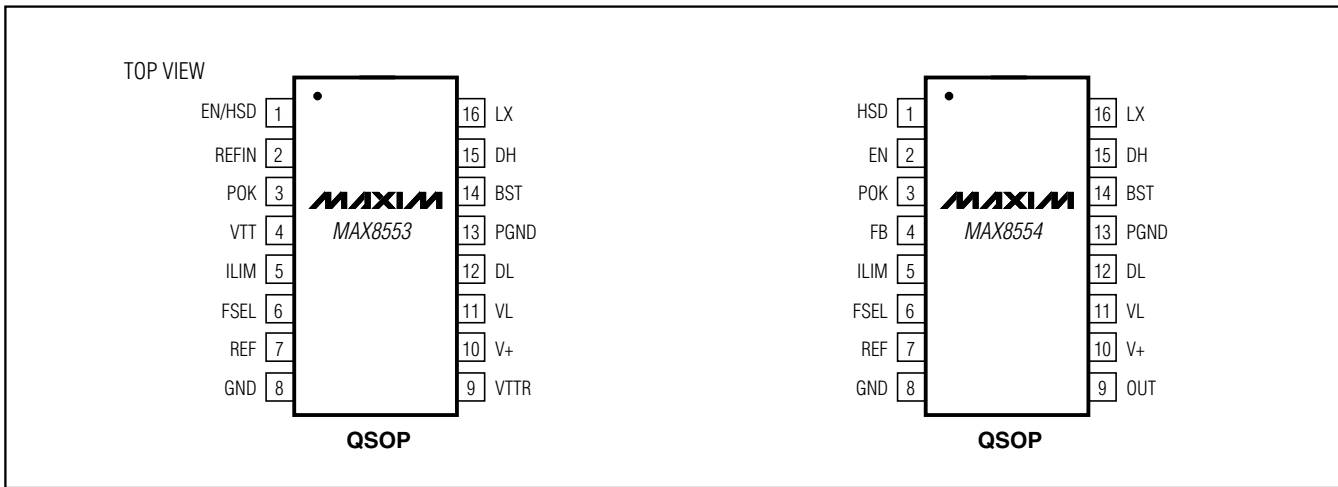 TOP VIEW
EN/HSD 1
REFIN 2
POK 3
VTT 4
ILIM 5
FSEL 6
REF 7
GND 8
MAXIM
MAX8553
16 LX
15 DH
14 BST
13 PGND
12 DL
11 VL
10 V+
9 VTTR
QSOP
HSD 1
EN 2
POK 3
FB 4
ILIM 5
FSEL 6
REF 7
GND 8
MAXIM
MAX8554
16 LX
15 DH
14 BST
13 PGND
12 DL
11 VL
10 V+
9 OUT
QSOP